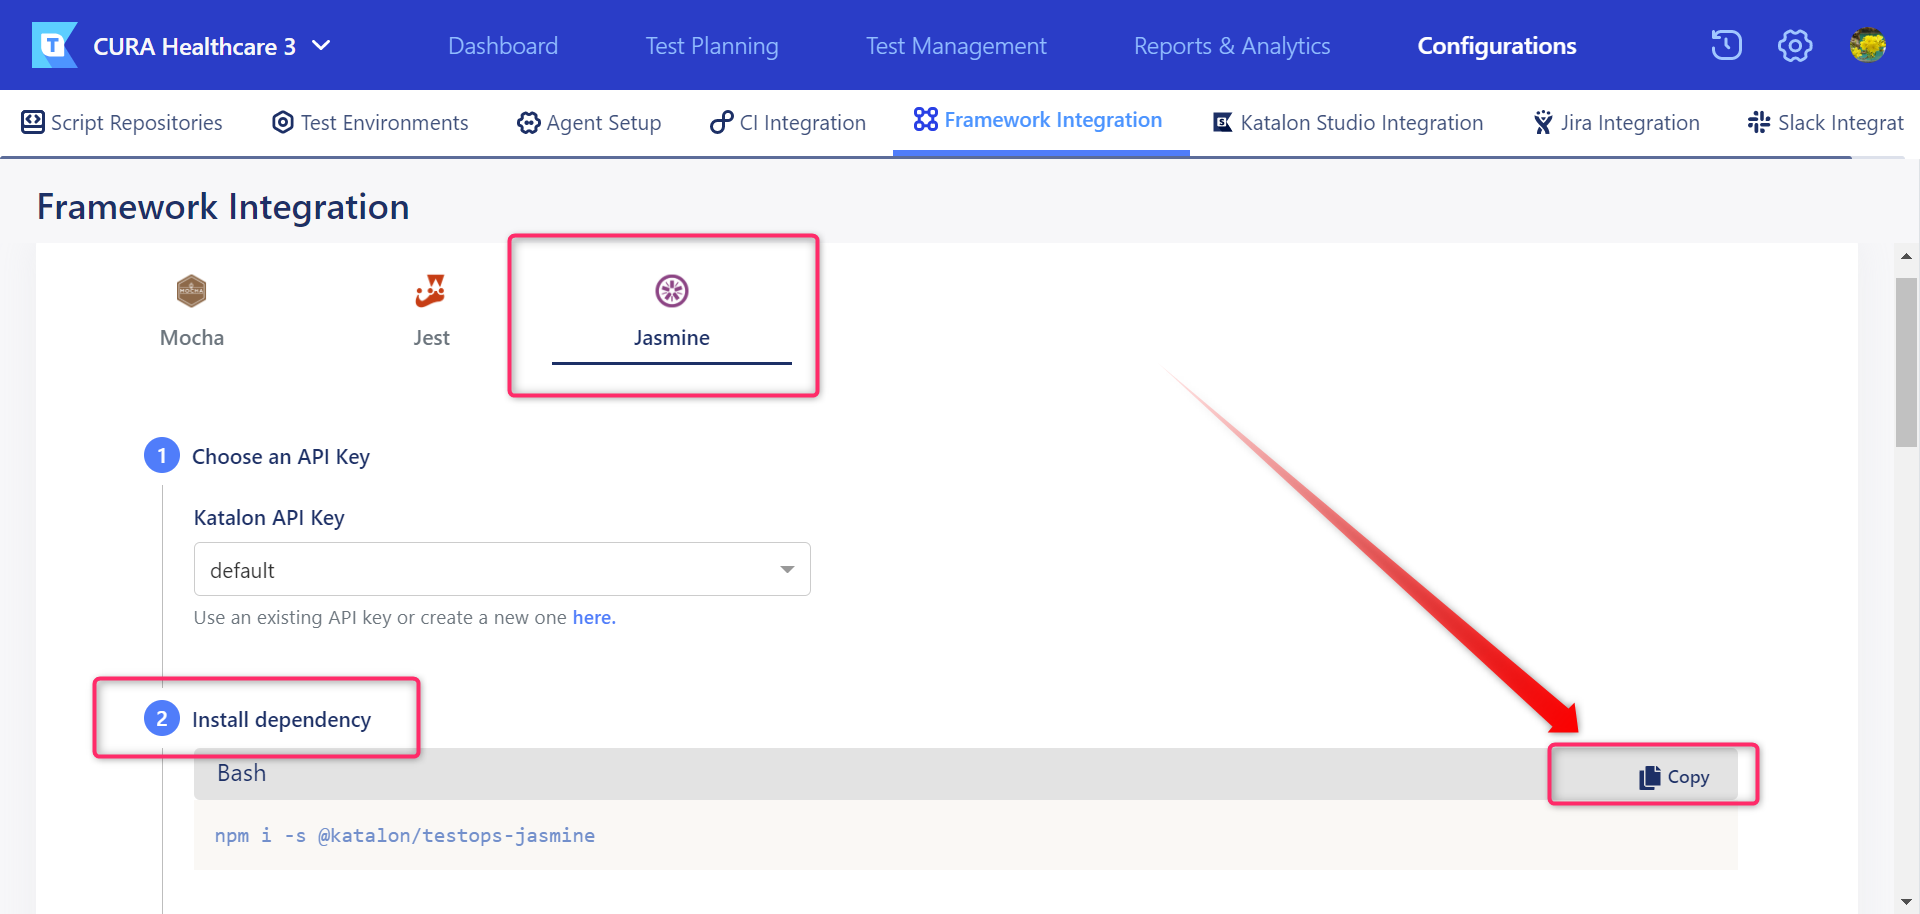 CURA Healthcare 3
Dashboard
Test Planning
Test Management
Reports & Analytics
Configurations
Script Repositories
Test Environments
Agent Setup
CI Integration
Framework Integration
Katalon Studio Integration
Jira Integration
Slack Integrat
Framework Integration
MOCHA
Mocha
Jest
Jasmine
1 Choose an API Key
Katalon API Key
default
Use an existing API key or create a new one here.
2 Install dependency
Bash
Copy
npm i -s @katalon/testops-jasmine